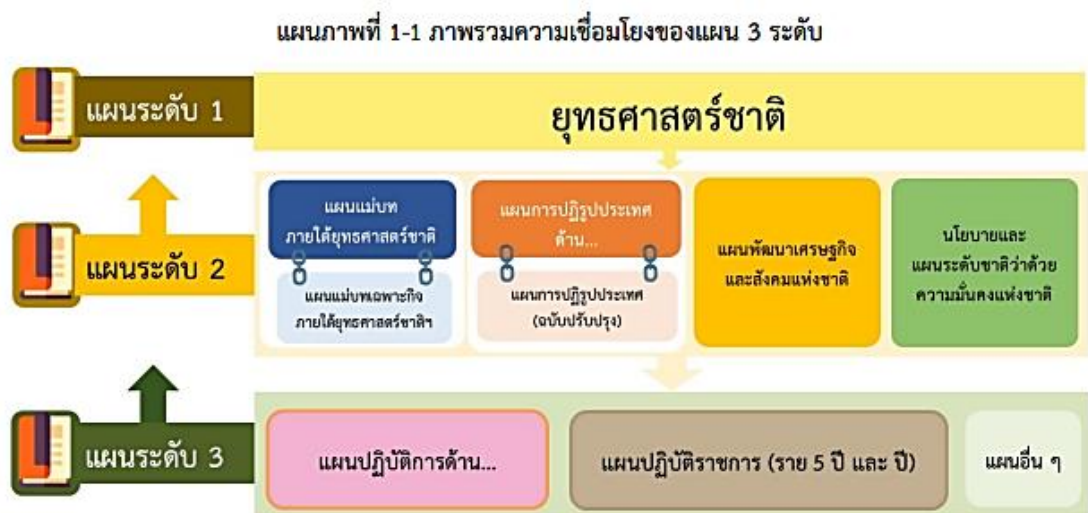 แผนภาพที่ 1-1 ภาพรวมความเชื่อมโยงของแผน 3 ระดับ
แผนระดับ 1
ยุทธศาสตร์ชาติ
แผนระดับ 2
แผนแม่บท
ภายใต้ยุทธศาสตร์ชาติ
แผนแม่บทเฉพาะกิจ
ภายใต้ยุทธศาสตร์ชาติฯ
แผนการปฏิรูปประเทศ
ด้าน...
แผนการปฏิรูปประเทศ
(ฉบับปรับปรุง)
แผนพัฒนาเศรษฐกิจ
และสังคมแห่งชาติ
นโยบายและ
แผนระดับชาติว่าด้วย
ความมั่นคงแห่งชาติ
แผนระดับ 3
แผนปฏิบัติการด้าน...
แผนปฏิบัติราชการ (ราย 5 ปี และ ปี)
แผนอื่น ๆ